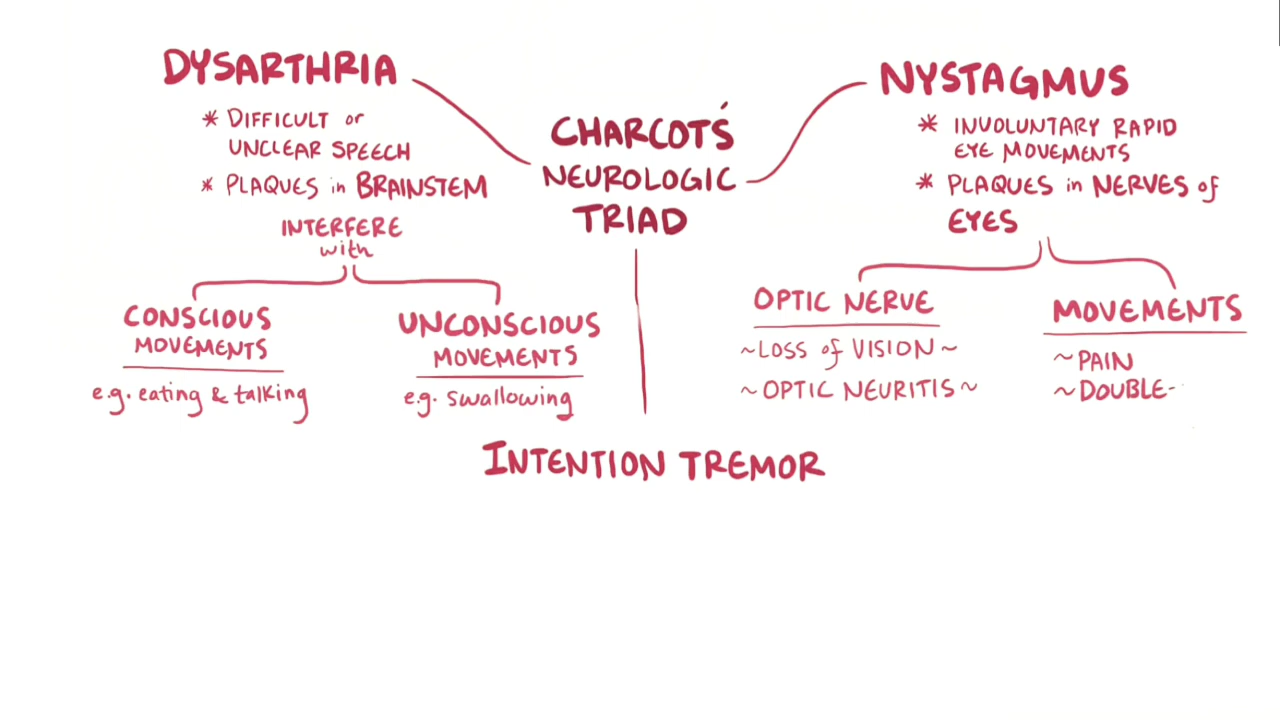 DYSARTHRIA
* DIFFICULT or
UNCLEAR SPEECH
* PLAQUES in BRAINSTEM
INTERFERE
with
CONSCIOUS
MOVEMENTS
e.g. eating & talking
UNCONSCIOUS
MOVEMENTS
e.g. swallowing
CHARCOT'S
NEUROLOGIC
TRIAD
NYSTAGMUS
* INVOLUNTARY RAPID
EYE MOVEMENTS
* PLAQUES in NERVES of
EYES
OPTIC NERVE
~LOSS of VISION~
~OPTIC NEURITIS~
MOVEMENTS
~PAIN
~DOUBLE-
INTENTION TREMOR